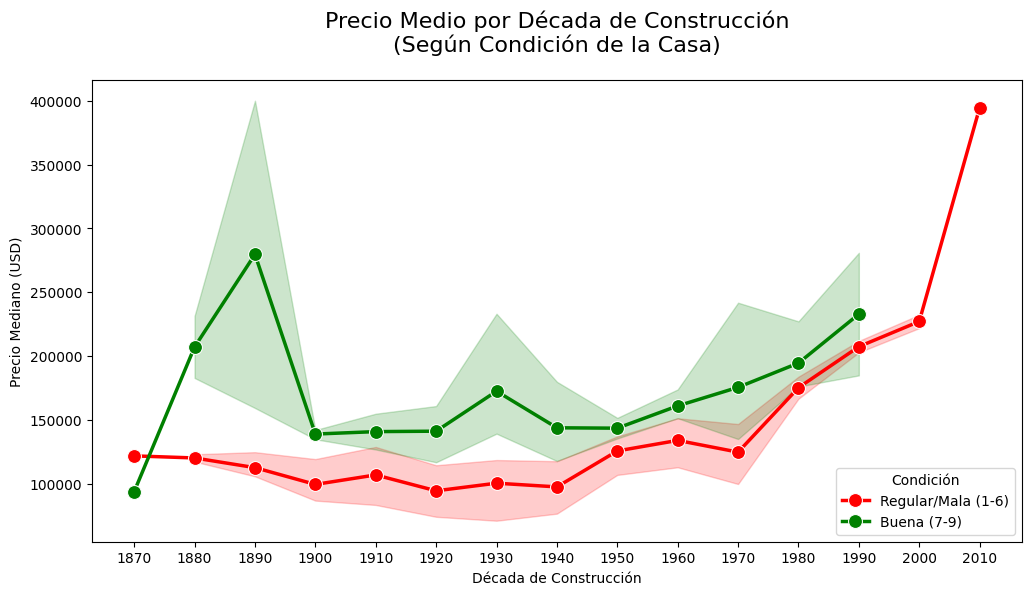 Precio Medio por Década de Construcción
(Según Condición de la Casa)
Precio Mediano (USD)
400000
350000
300000
250000
200000
150000
100000
1870 1880 1890 1900 1910 1920 1930 1940 1950 1960 1970 1980 1990 2000 2010
Década de Construcción
Condición
Regular/Mala (1-6)
Buena (7-9)